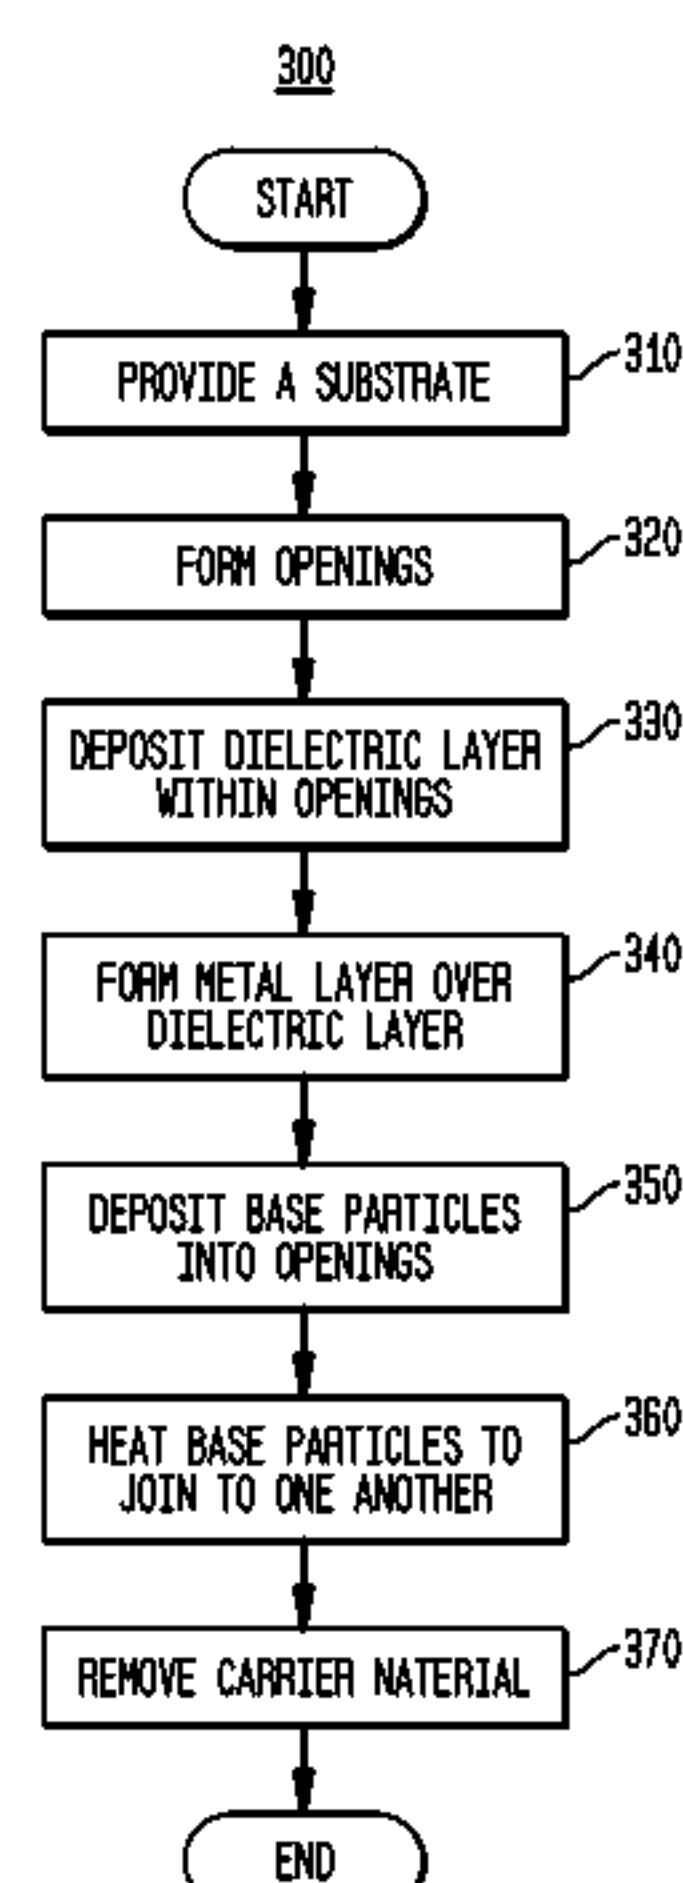 300
START
PROVIDE A SUBSTRATE
310
FORM OPENINGS
320
DEPOSIT DIELECTRIC LAYER
WITHIN OPENINGS
330
FORM METAL LAYER OVER
DIELECTRIC LAYER
340
DEPOSIT BASE PARTICLES
INTO OPENINGS
350
HEAT BASE PARTICLES TO
JOIN TO ONE ANOTHER
360
REMOVE CARRIER NATERIAL
370
END